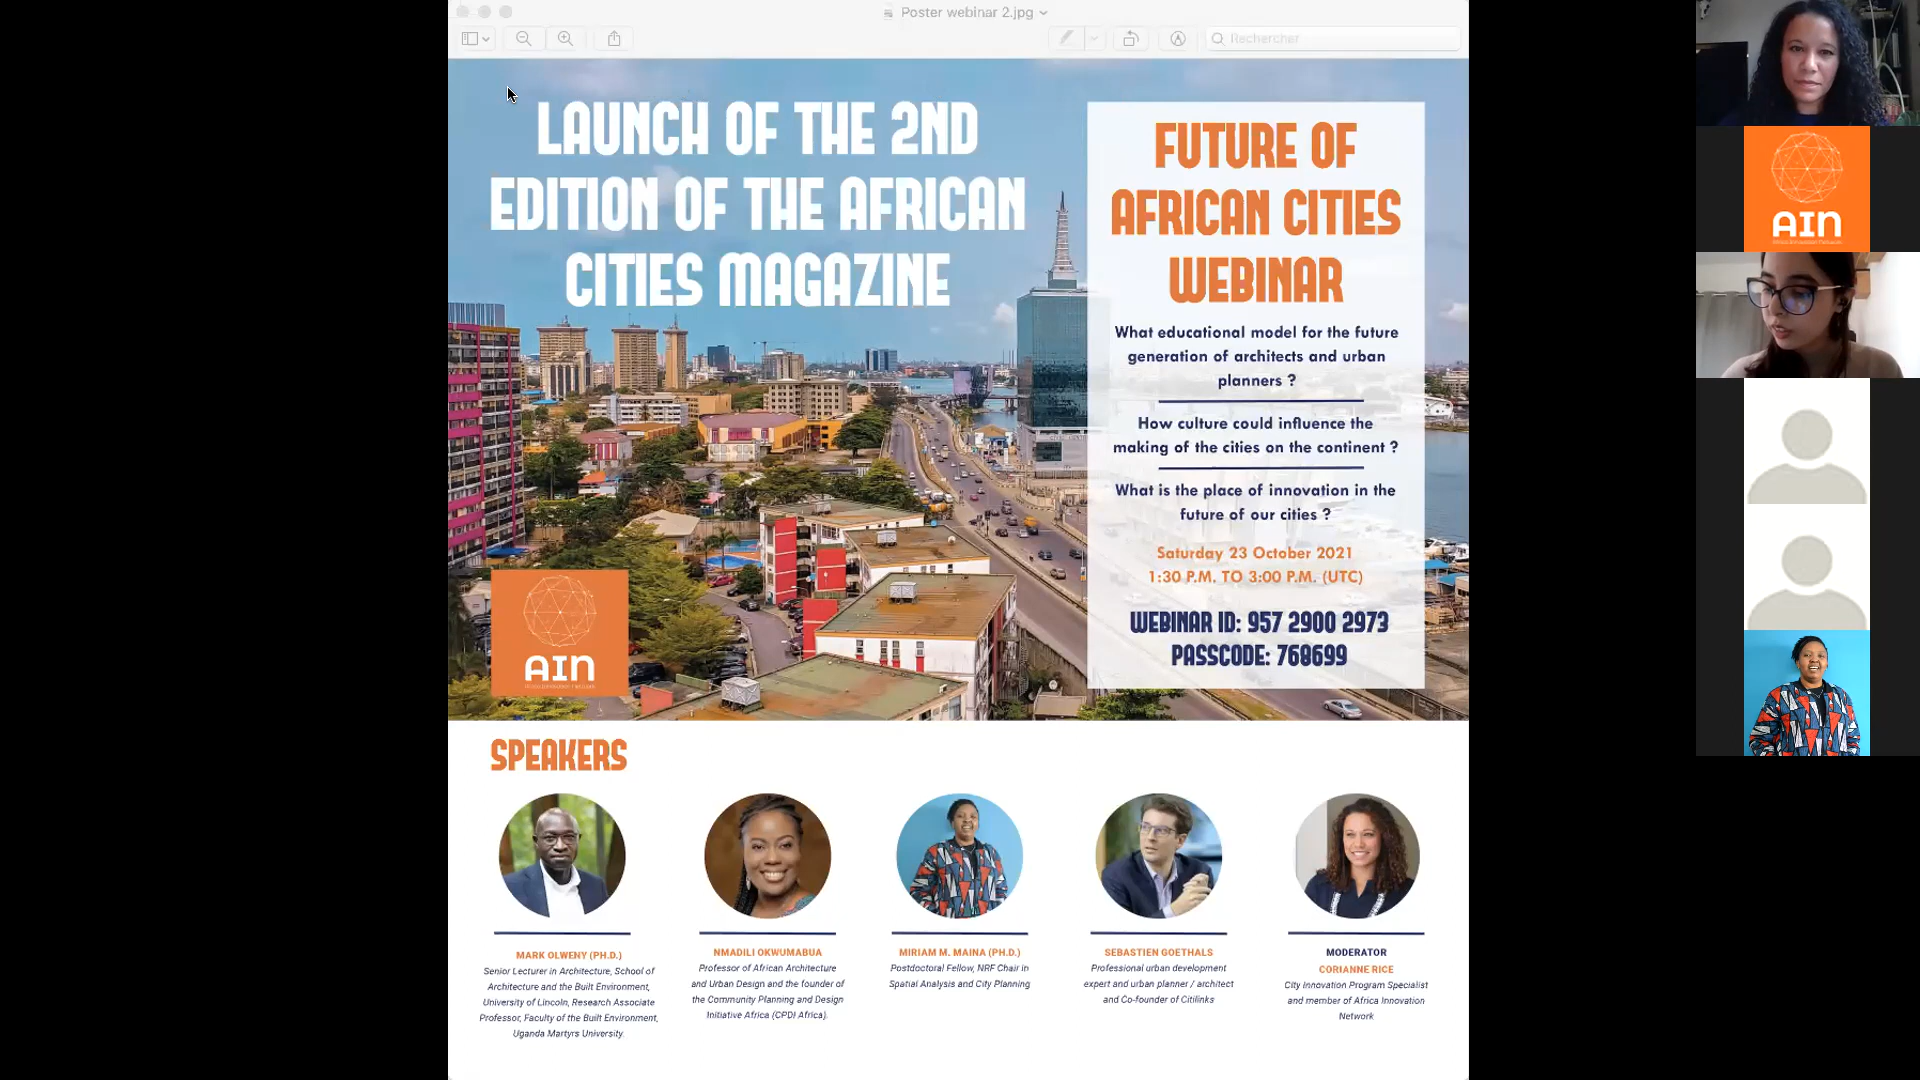 Poster webinar 2.jpg
Rechercher
LAUNCH OF THE 2ND
EDITION OF THE AFRICAN
CITIES MAGAZINE
FUTURE OF
AFRICAN CITIES
WEBINAR
What educational model for the future
generation of architects and urban
planners ?
How culture could influence the
making of the cities on the continent ?
What is the place of innovation in the
future of our cities ?
Saturday 23 October 2021
1:30 P.M. TO 3:00 P.M. (UTC)
WEBINAR ID: 957 2900 2973
PASSCODE: 768699
AIN
SPEAKERS
MARK OLWENY (PH.D.)
Senior Lecturer in Architecture, School of
Architecture and the Built Environment,
University of Lincoln, Research Associate
Professor, Faculty of the Built Environment,
Uganda Martyrs University.
NMADILI OKWUMABUA
Professor of African Architecture
and Urban Design and the founder of
the Community Planning and Design
Initiative Africa (CPDI Africa).
MIRIAM M. MAINA (PH.D.)
Postdoctoral Fellow, NRF Chair in
Spatial Analysis and City Planning
SEBASTIEN GOETHALS
Professional urban development
expert and urban planner / architect
and Co-founder of Citilinks
MODERATOR
CORIANNE RICE
City Innovation Program Specialist
and member of Africa Innovation
Network
AIN